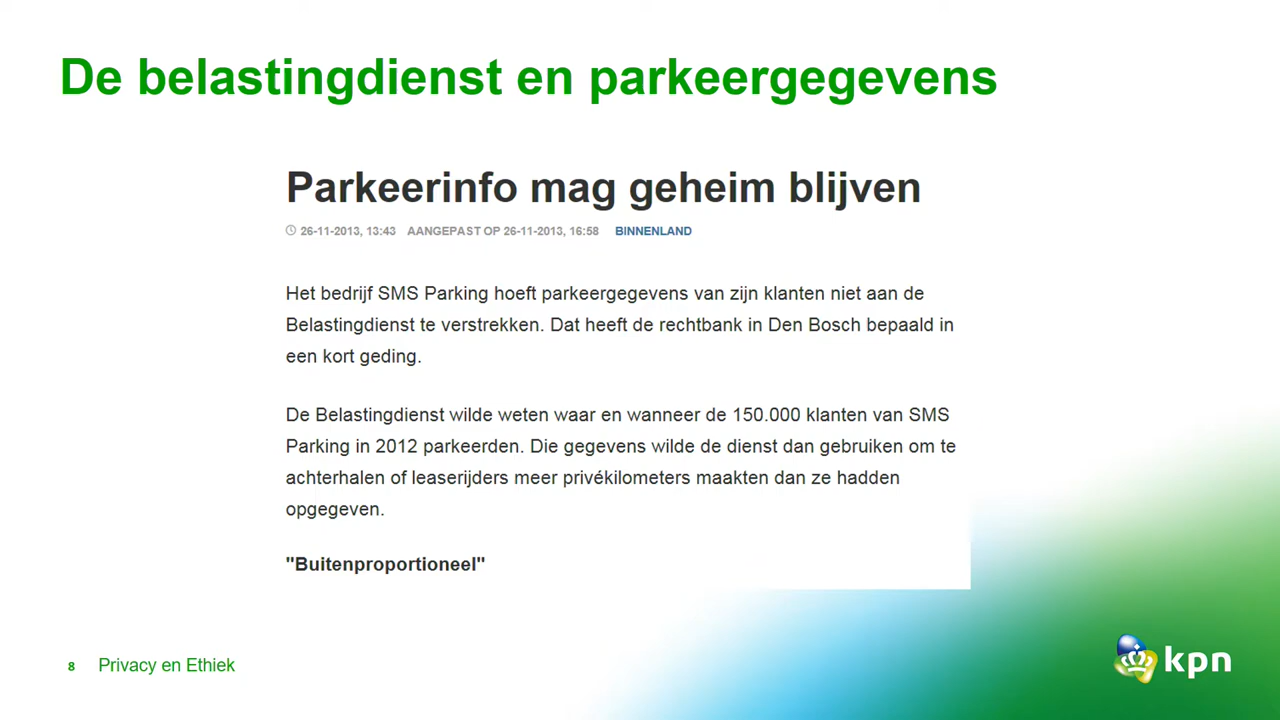 De belastingdienst en parkeergegevens
Parkeerinfo mag geheim blijven
26-11-2013, 13:43 AANGEPAST OP 26-11-2013, 16:58 BINNENLAND
Het bedrijf SMS Parking hoeft parkeergegevens van zijn klanten niet aan de
Belastingdienst te verstrekken. Dat heeft de rechtbank in Den Bosch bepaald in
een kort geding.
De Belastingdienst wilde weten waar en wanneer de 150.000 klanten van SMS
Parking in 2012 parkeerden. Die gegevens wilde de dienst dan gebruiken om te
achterhalen of leaserijders meer privékilometers maakten dan ze hadden
opgegeven.
"Buitenproportioneel"
8 Privacy en Ethiek
kpn